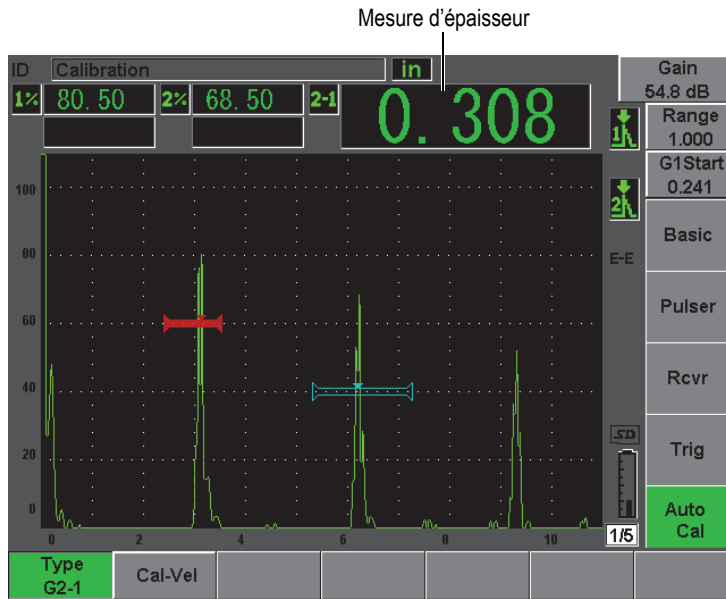 Mesure d'épaisseur
ID Calibration in
1% 80.50 2% 68.50 2-1 0.308
Gain
54.8 dB
Range
1.000
G1Start
0.241
Basic
Pulser
Rcvr
Trig
Auto
Cal
1
2
E-E
SD
1/5
100
80
60
40
20
0
0 2 4 6 8 10
Type
G2-1
Cal-Vel